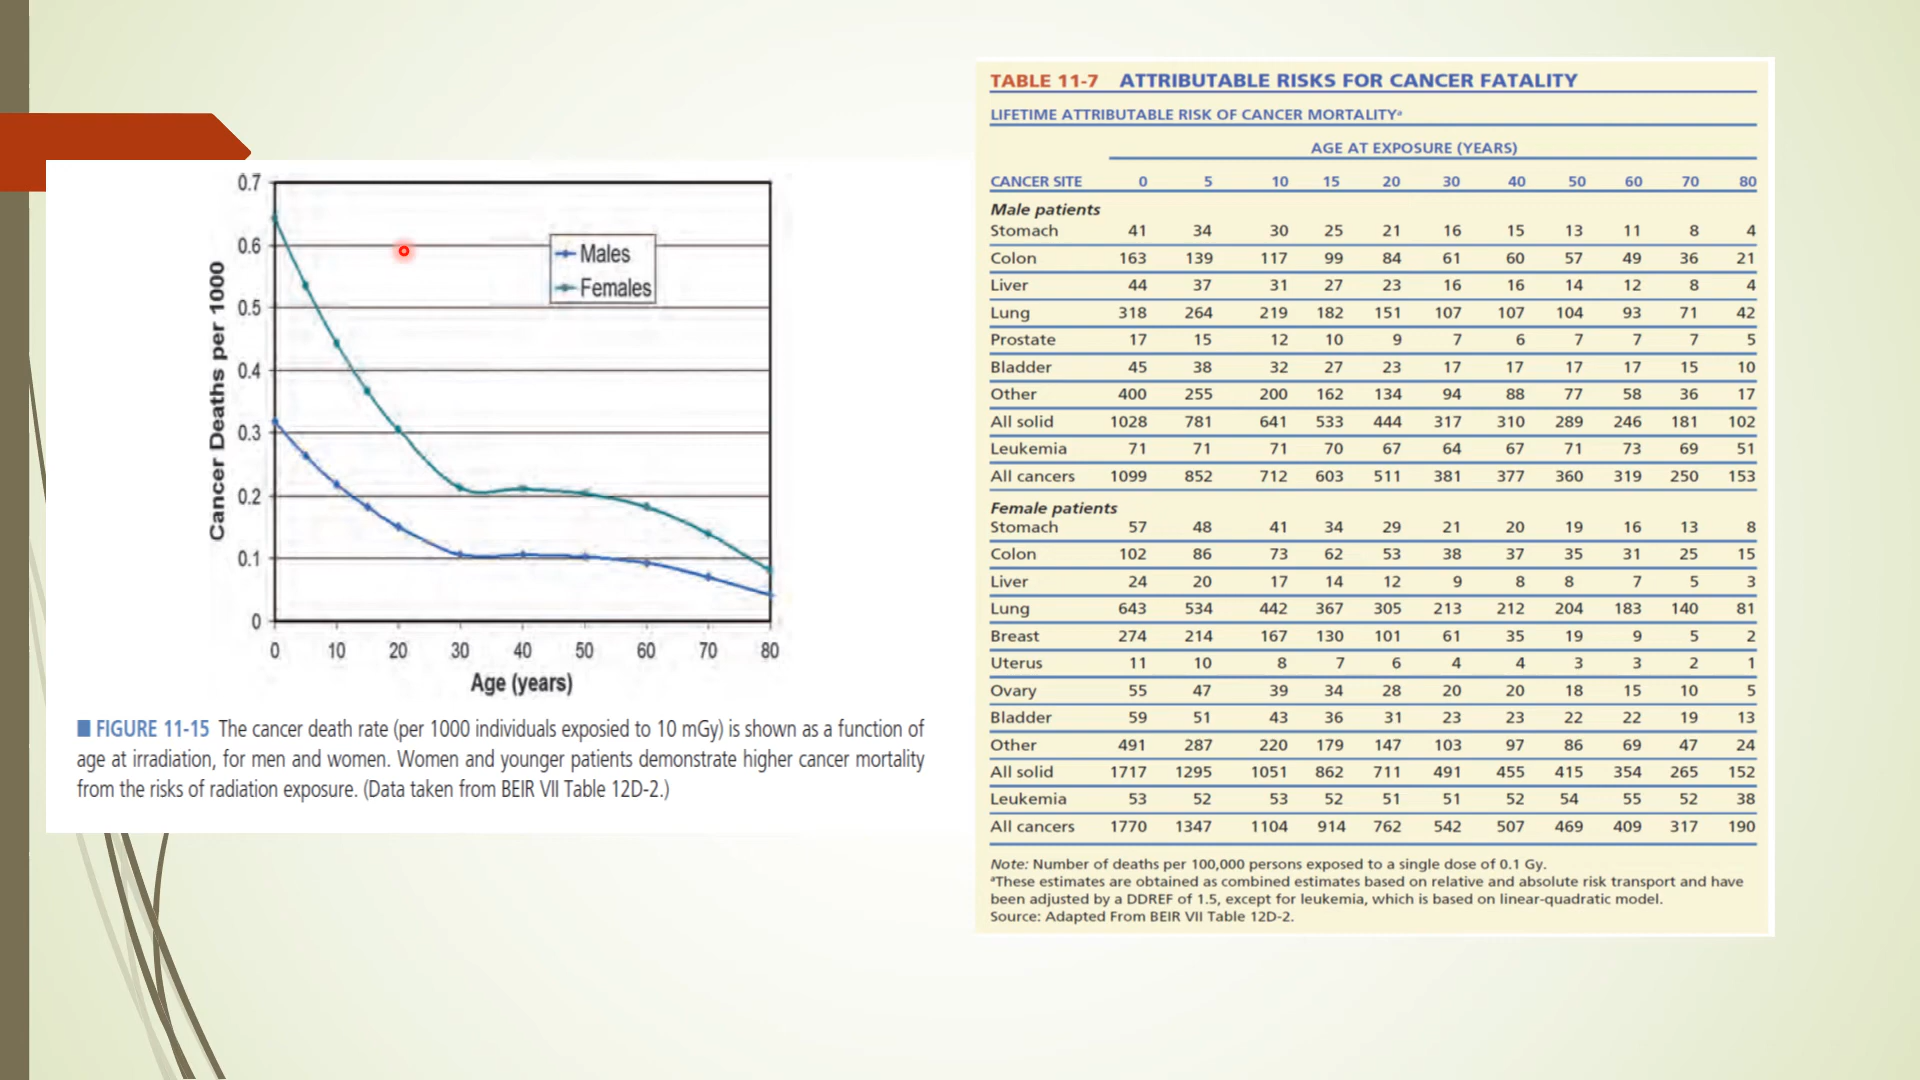 0.7
0.6
0.5
0.4
0.3
0.2
0.1
0
Cancer Deaths per 1000
Males
Females
0 10 20 30 40 50 60 70 80
Age (years)
FIGURE 11-15 The cancer death rate (per 1000 individuals exposied to 10 mGy) is shown as a function of
age at irradiation, for men and women. Women and younger patients demonstrate higher cancer mortality
from the risks of radiation exposure. (Data taken from BEIR VII Table 12D-2.)
TABLE 11-7 ATTRIBUTABLE RISKS FOR CANCER FATALITY
LIFETIME ATTRIBUTABLE RISK OF CANCER MORTALITYᵃ
AGE AT EXPOSURE (YEARS)
CANCER SITE 0 5 10 15 20 30 40 50 60 70 80
Male patients
Stomach 41 34 30 25 21 16 15 13 11 8 4
Colon 163 139 117 99 84 61 60 57 49 36 21
Liver 44 37 31 27 23 16 16 14 12 8 4
Lung 318 264 219 182 151 107 107 104 93 71 42
Prostate 17 15 12 10 9 7 6 7 7 7 5
Bladder 45 38 32 27 23 17 17 17 17 15 10
Other 400 255 200 162 134 94 88 77 58 36 17
All solid 1028 781 641 533 444 317 310 289 246 181 102
Leukemia 71 71 71 70 67 64 67 71 73 69 51
All cancers 1099 852 712 603 511 381 377 360 319 250 153
Female patients
Stomach 57 48 41 34 29 21 20 19 16 13 8
Colon 102 86 73 62 53 38 37 35 31 25 15
Liver 24 20 17 14 12 9 8 8 7 5 3
Lung 643 534 442 367 305 213 212 204 183 140 81
Breast 274 214 167 130 101 61 35 19 9 5 2
Uterus 11 10 8 7 6 4 4 3 3 2 1
Ovary 55 47 39 34 28 20 20 18 15 10 5
Bladder 59 51 43 36 31 23 23 22 22 19 13
Other 491 287 220 179 147 103 97 86 69 47 24
All solid 1717 1295 1051 862 711 491 455 415 354 265 152
Leukemia 53 52 53 52 51 51 52 54 55 52 38
All cancers 1770 1347 1104 914 762 542 507 469 409 317 190
Note: Number of deaths per 100,000 persons exposed to a single dose of 0.1 Gy.
ᵃThese estimates are obtained as combined estimates based on relative and absolute risk transport and have
been adjusted by a DDREF of 1.5, except for leukemia, which is based on linear-quadratic model.
Source: Adapted From BEIR VII Table 12D-2.